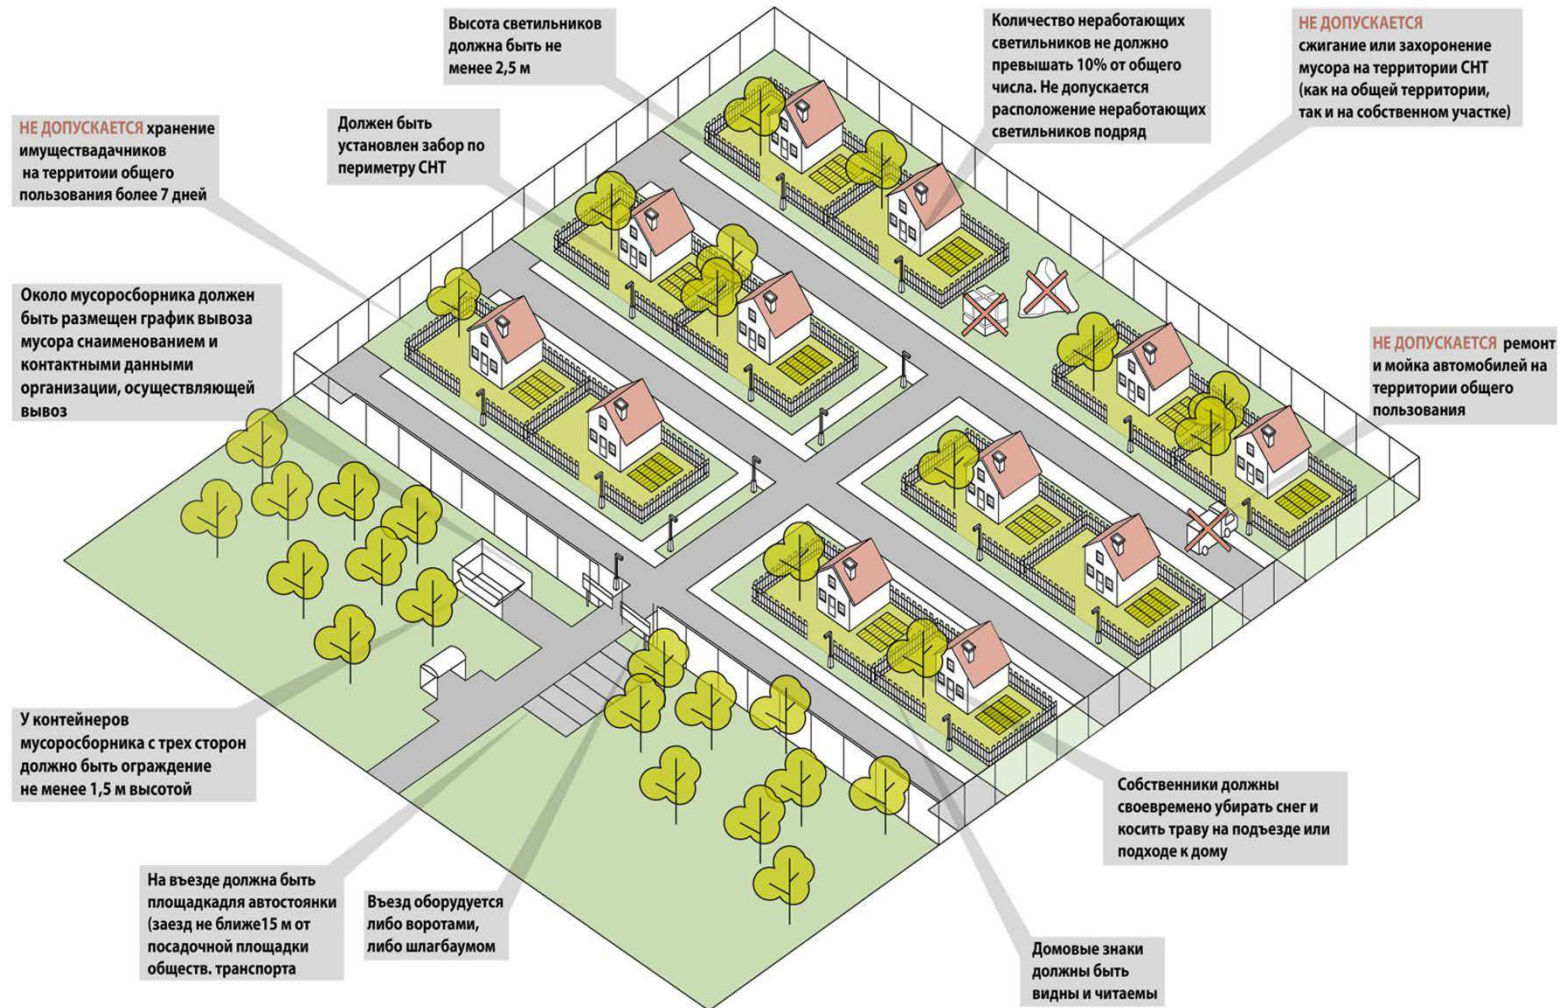 Высота светильников
должна быть не
менее 2,5 м
Количество неработающих
светильников не должно
превышать 10% от общего
числа. Не допускается
расположение неработающих
светильников подряд
НЕ ДОПУСКАЕТСЯ
сжигание или захоронение
мусора на территории СНТ
(как на общей территории,
так и на собственном участке)
НЕ ДОПУСКАЕТСЯ хранение
имуществадачников
на территоии общего
пользования более 7 дней
Должен быть
установлен забор по
периметру СНТ
Около мусоросборника должен
быть размещен график вывоза
мусора снаименованием и
контактными данными
организации, осуществляющей
вывоз
НЕ ДОПУСКАЕТСЯ ремонт
и мойка автомобилей на
территории общего
пользования
У контейнеров
мусоросборника с трех сторон
должно быть ограждение
не менее 1,5 м высотой
На въезде должна быть
площадкадля автостоянки
(заезд не ближе15 м от
посадочной площадки
обществ. транспорта
Въезд оборудуется
либо воротами,
либо шлагбаумом
Собственники должны
своевремено убирать снег и
косить траву на подъезде или
подходе к дому
Домовые знаки
должны быть
видны и читаемы